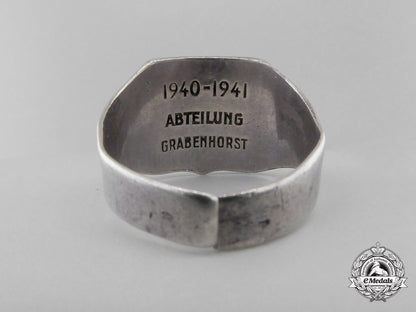 1940-1941
ABTEILUNG
GRABENHORST
eMedals